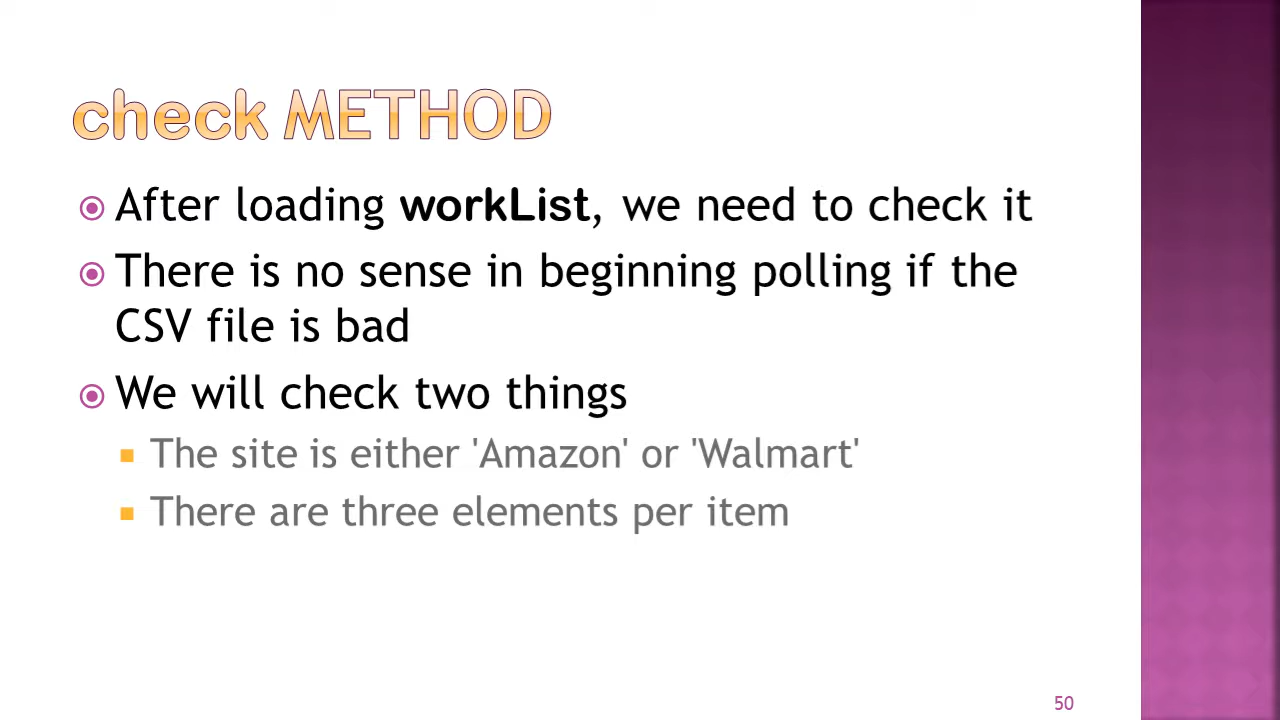 check METHOD
After loading workList, we need to check it
There is no sense in beginning polling if the
CSV file is bad
We will check two things
The site is either 'Amazon' or 'Walmart'
There are three elements per item
50